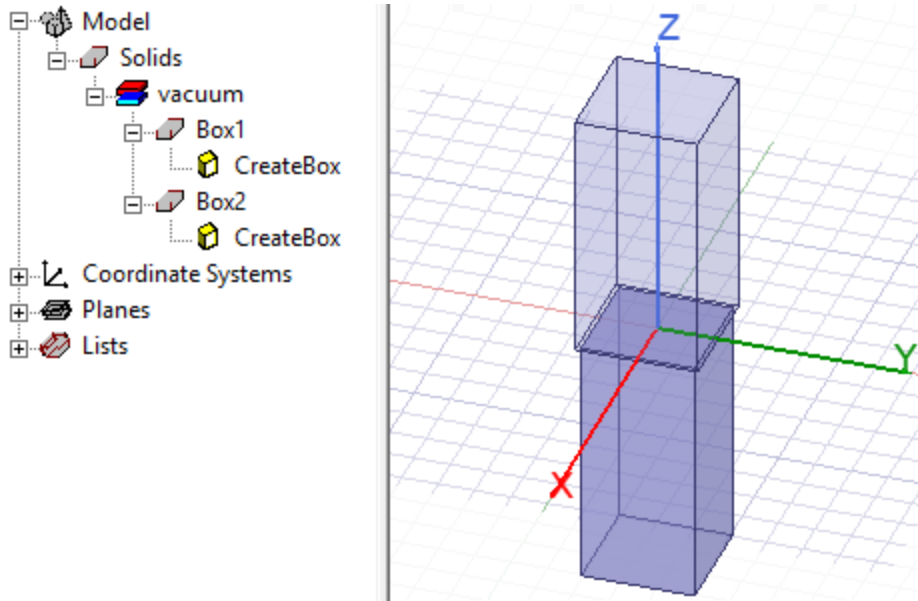 Model
Solids
vacuum
Box1
CreateBox
Box2
CreateBox
Coordinate Systems
Planes
Lists
Z
Y
X